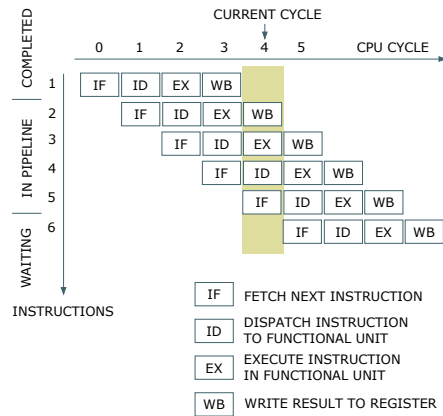 CURRENT CYCLE
0 1 2 3 4 5 CPU CYCLE
COMPLETED
1 IF ID EX WB
IN PIPELINE
2 IF ID EX WB
3 IF ID EX WB
4 IF ID EX WB
5 IF ID EX WB
WAITING
6 IF ID EX WB
INSTRUCTIONS
IF FETCH NEXT INSTRUCTION
ID DISPATCH INSTRUCTION
TO FUNCTIONAL UNIT
EX EXECUTE INSTRUCTION
IN FUNCTIONAL UNIT
WB WRITE RESULT TO REGISTER